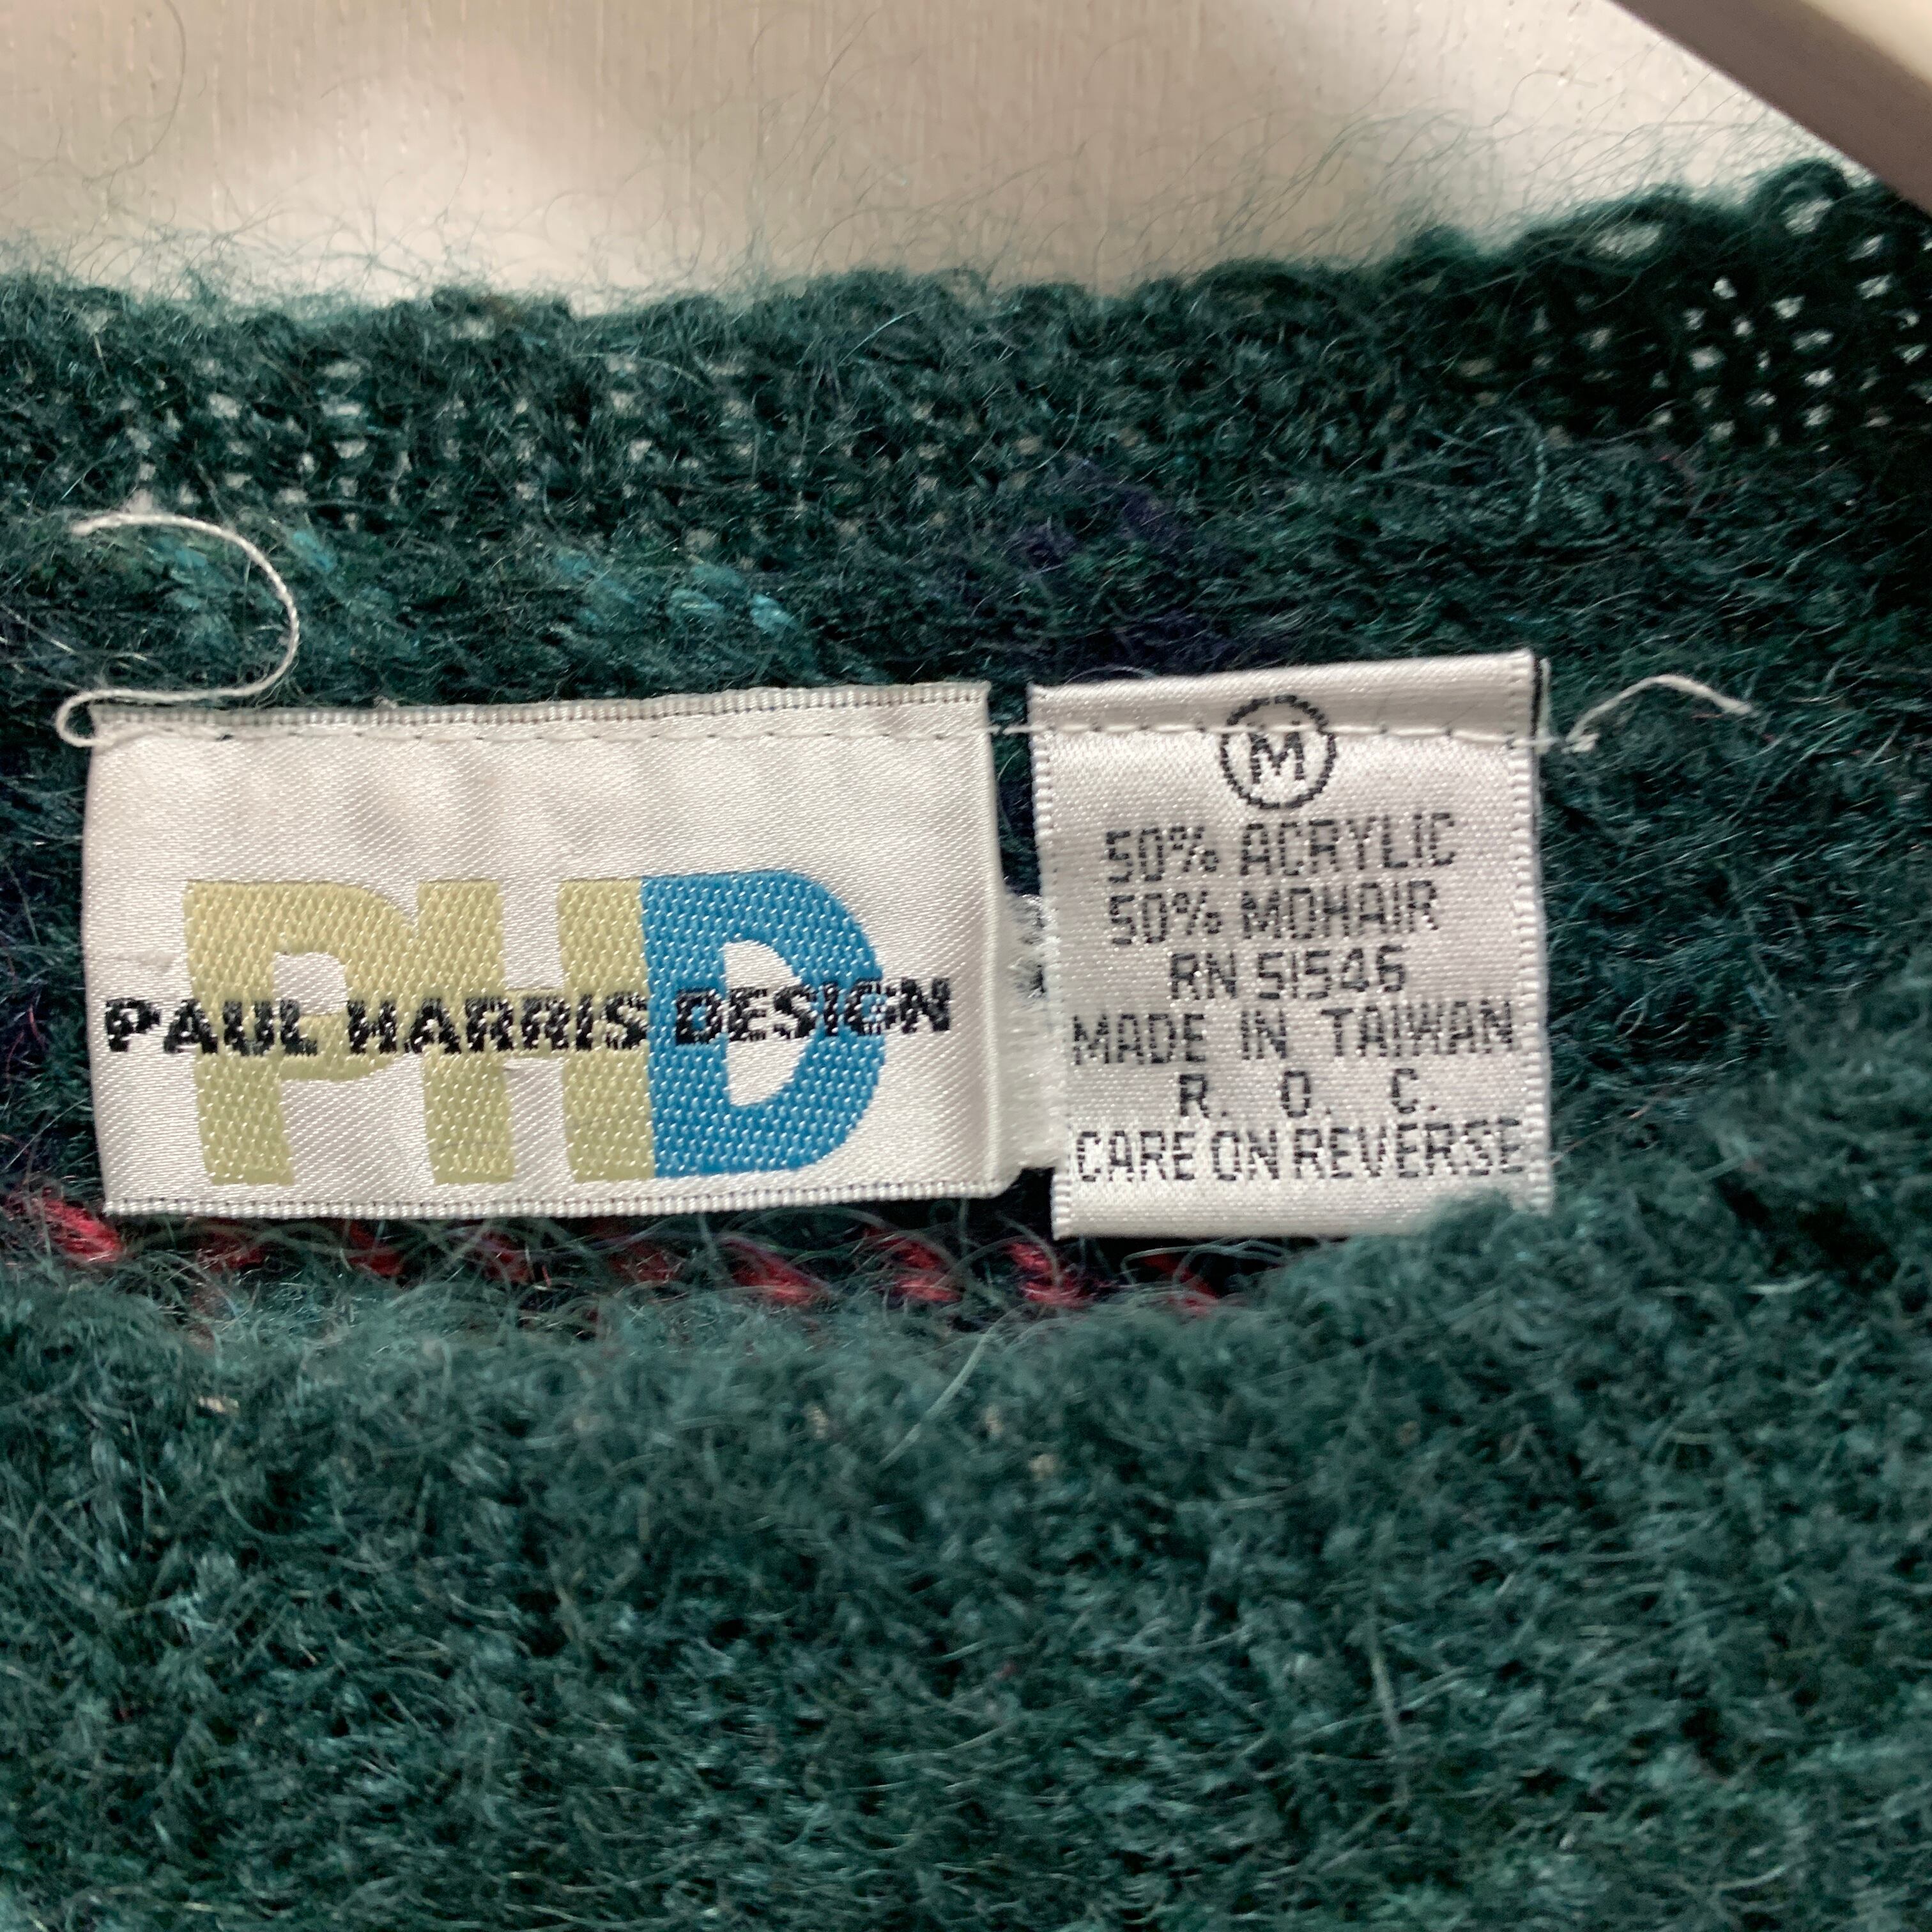 PHD
PAUL HARRIS DESIGN
M
50% ACRYLIC
50% MOHAIR
RN 51546
MADE IN TAIWAN
R. O. C.
CARE ON REVERSE